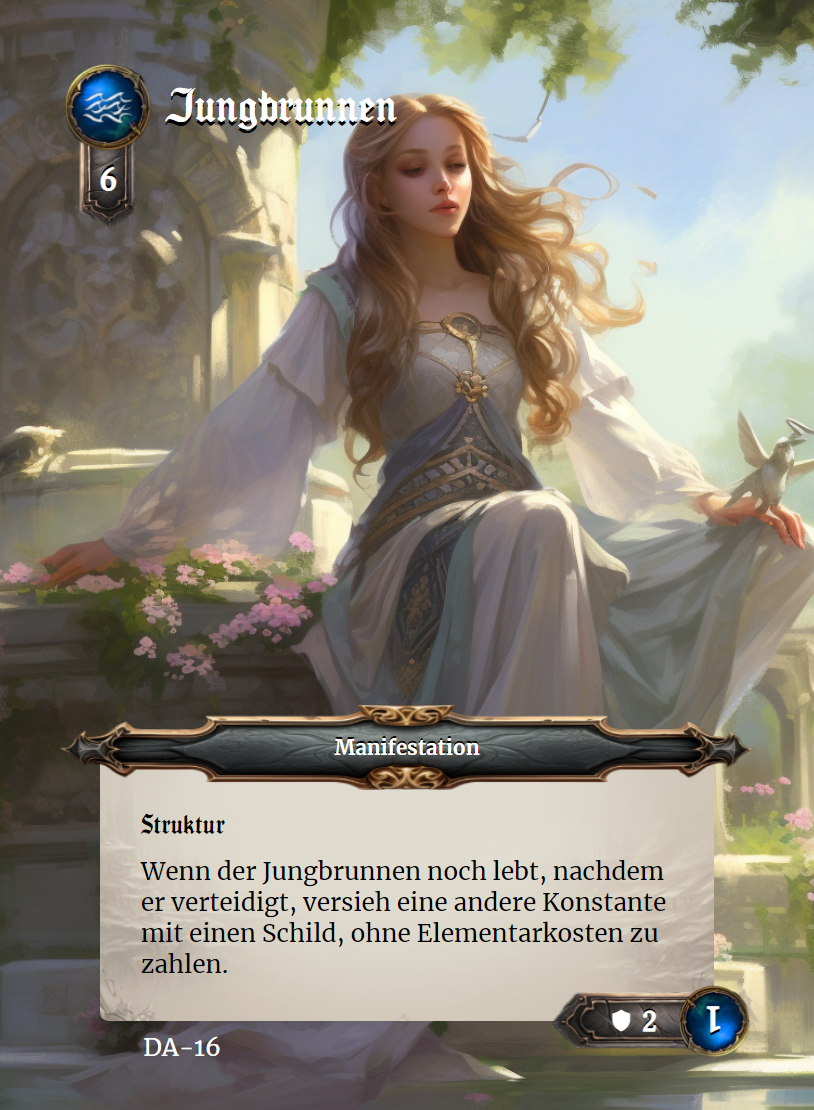 Jungbrunnen
6
Manifestation
Struktur
Wenn der Jungbrunnen noch lebt, nachdem
er verteidigt, versieh eine andere Konstante
mit einen Schild, ohne Elementarkosten zu
zahlen.
2 1
DA-16